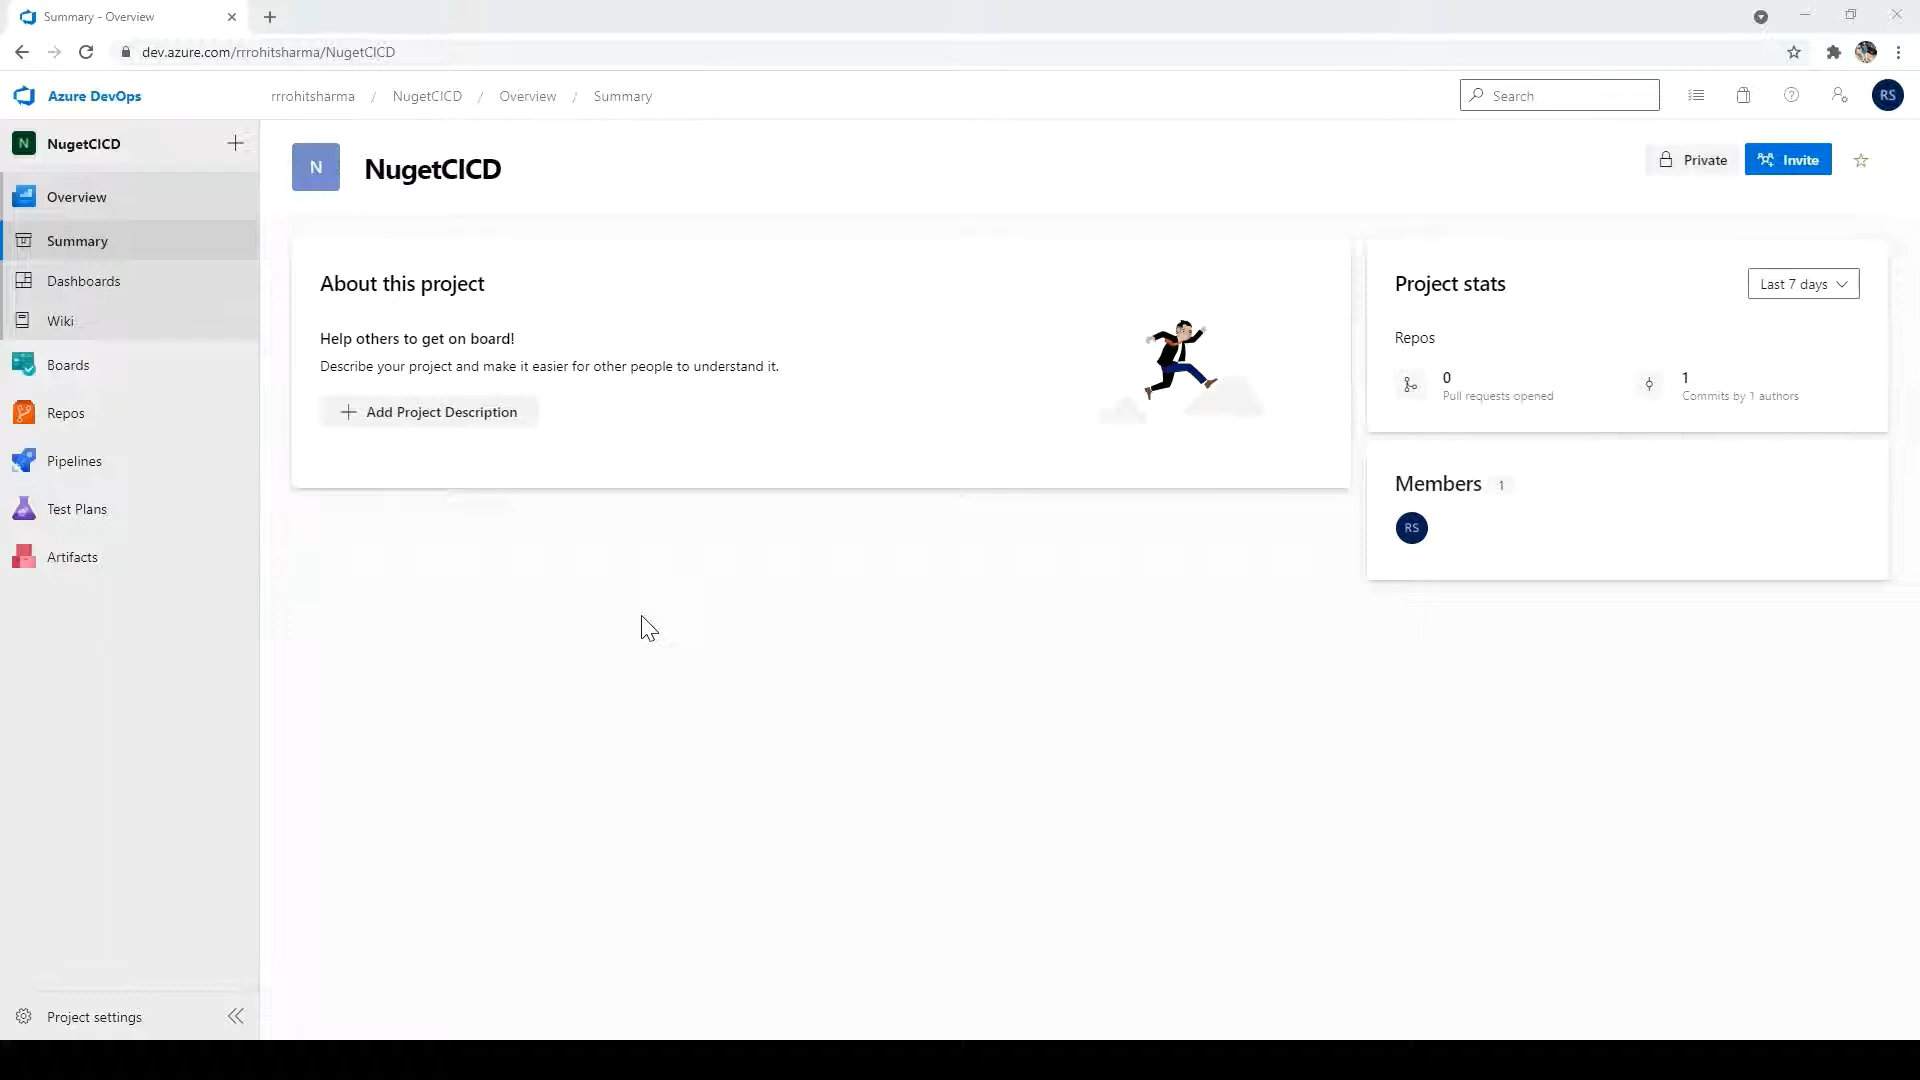 Summary - Overview
dev.azure.com/rrrohitsharma/NugetCICD
Azure DevOps
rrrohitsharma / NugetCICD / Overview / Summary
Search
RS
N NugetCICD
Overview
Summary
Dashboards
Wiki
Boards
Repos
Pipelines
Test Plans
Artifacts
Project settings
N NugetCICD
Private
Invite
About this project
Help others to get on board!
Describe your project and make it easier for other people to understand it.
Add Project Description
Project stats
Last 7 days
Repos
0
Pull requests opened
1
Commits by 1 authors
Members 1
RS